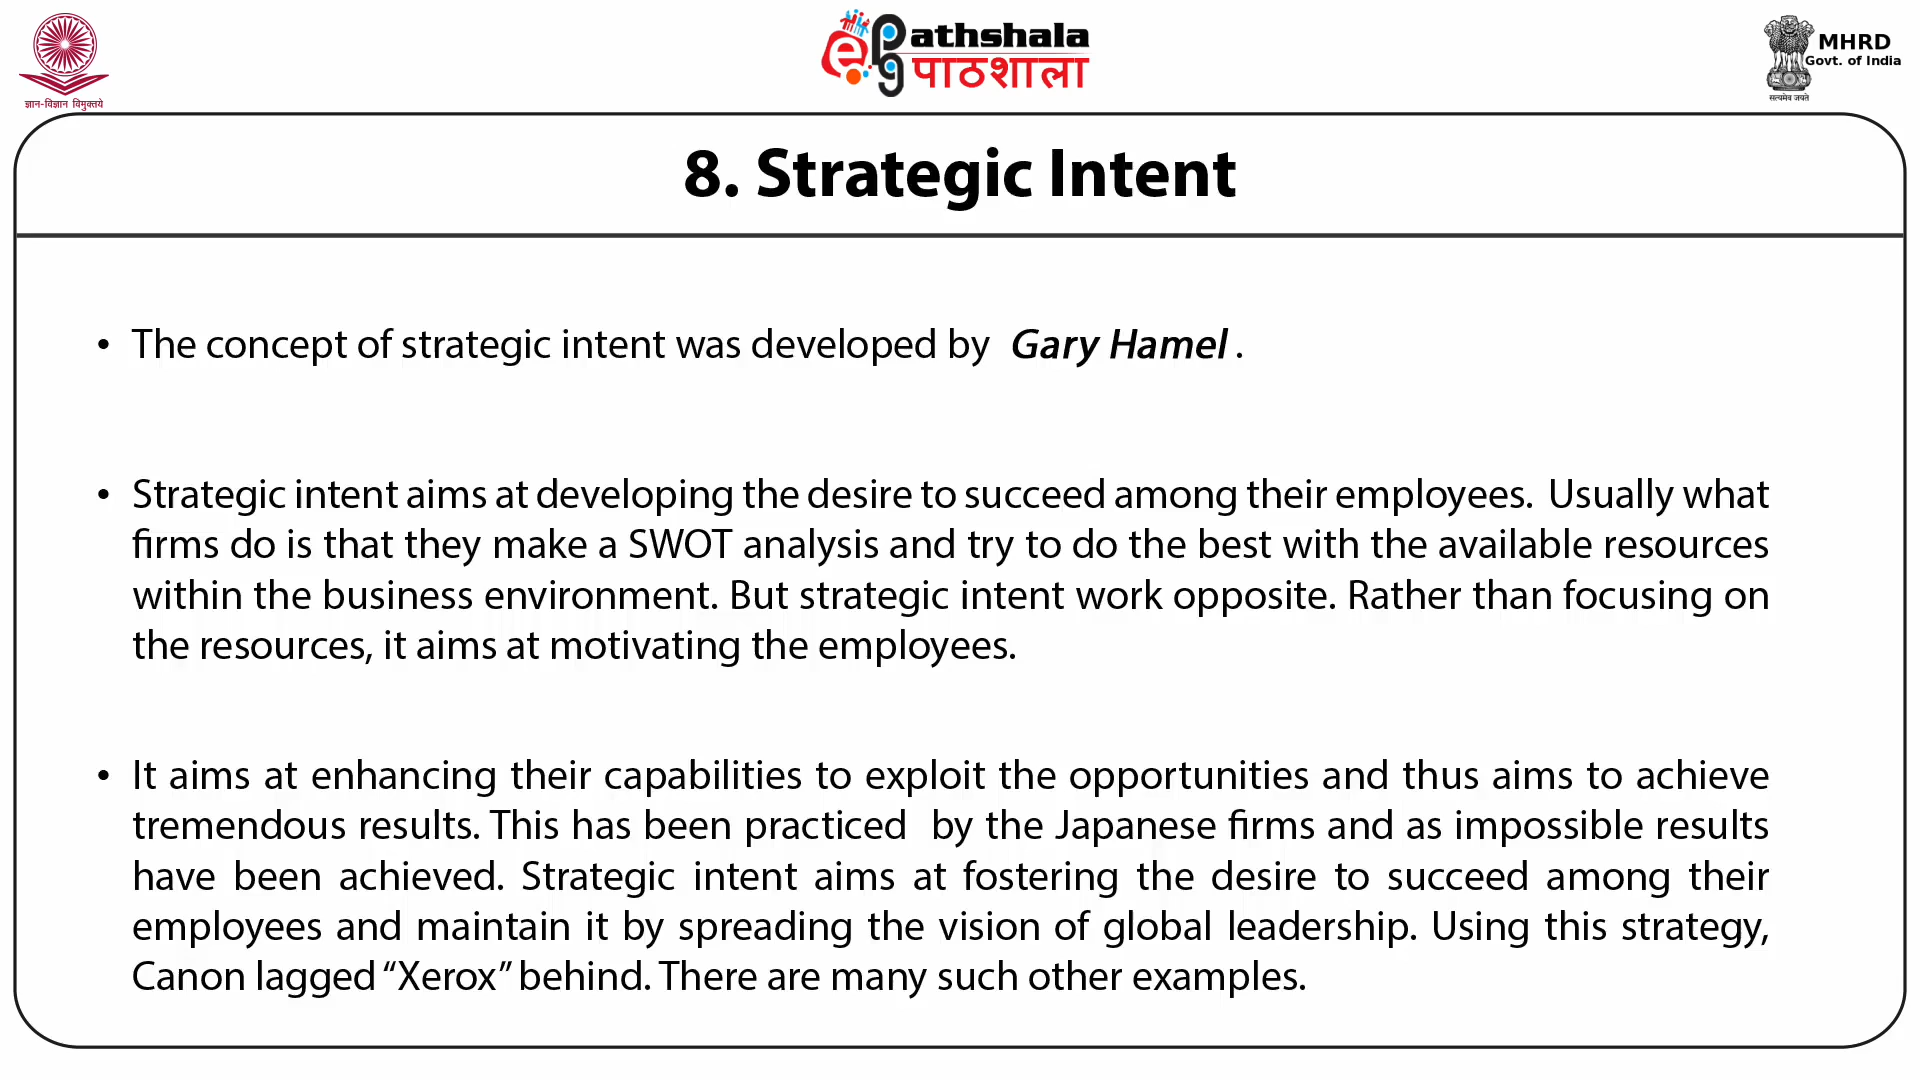 ज्ञान-विज्ञान विमुक्तये
ePathshala
पाठशाला
MHRD
Govt. of India
सत्यमेव जयते
8. Strategic Intent
• The concept of strategic intent was developed by Gary Hamel .
• Strategic intent aims at developing the desire to succeed among their employees. Usually what
firms do is that they make a SWOT analysis and try to do the best with the available resources
within the business environment. But strategic intent work opposite. Rather than focusing on
the resources, it aims at motivating the employees.
• It aims at enhancing their capabilities to exploit the opportunities and thus aims to achieve
tremendous results. This has been practiced by the Japanese firms and as impossible results
have been achieved. Strategic intent aims at fostering the desire to succeed among their
employees and maintain it by spreading the vision of global leadership. Using this strategy,
Canon lagged “Xerox” behind. There are many such other examples.